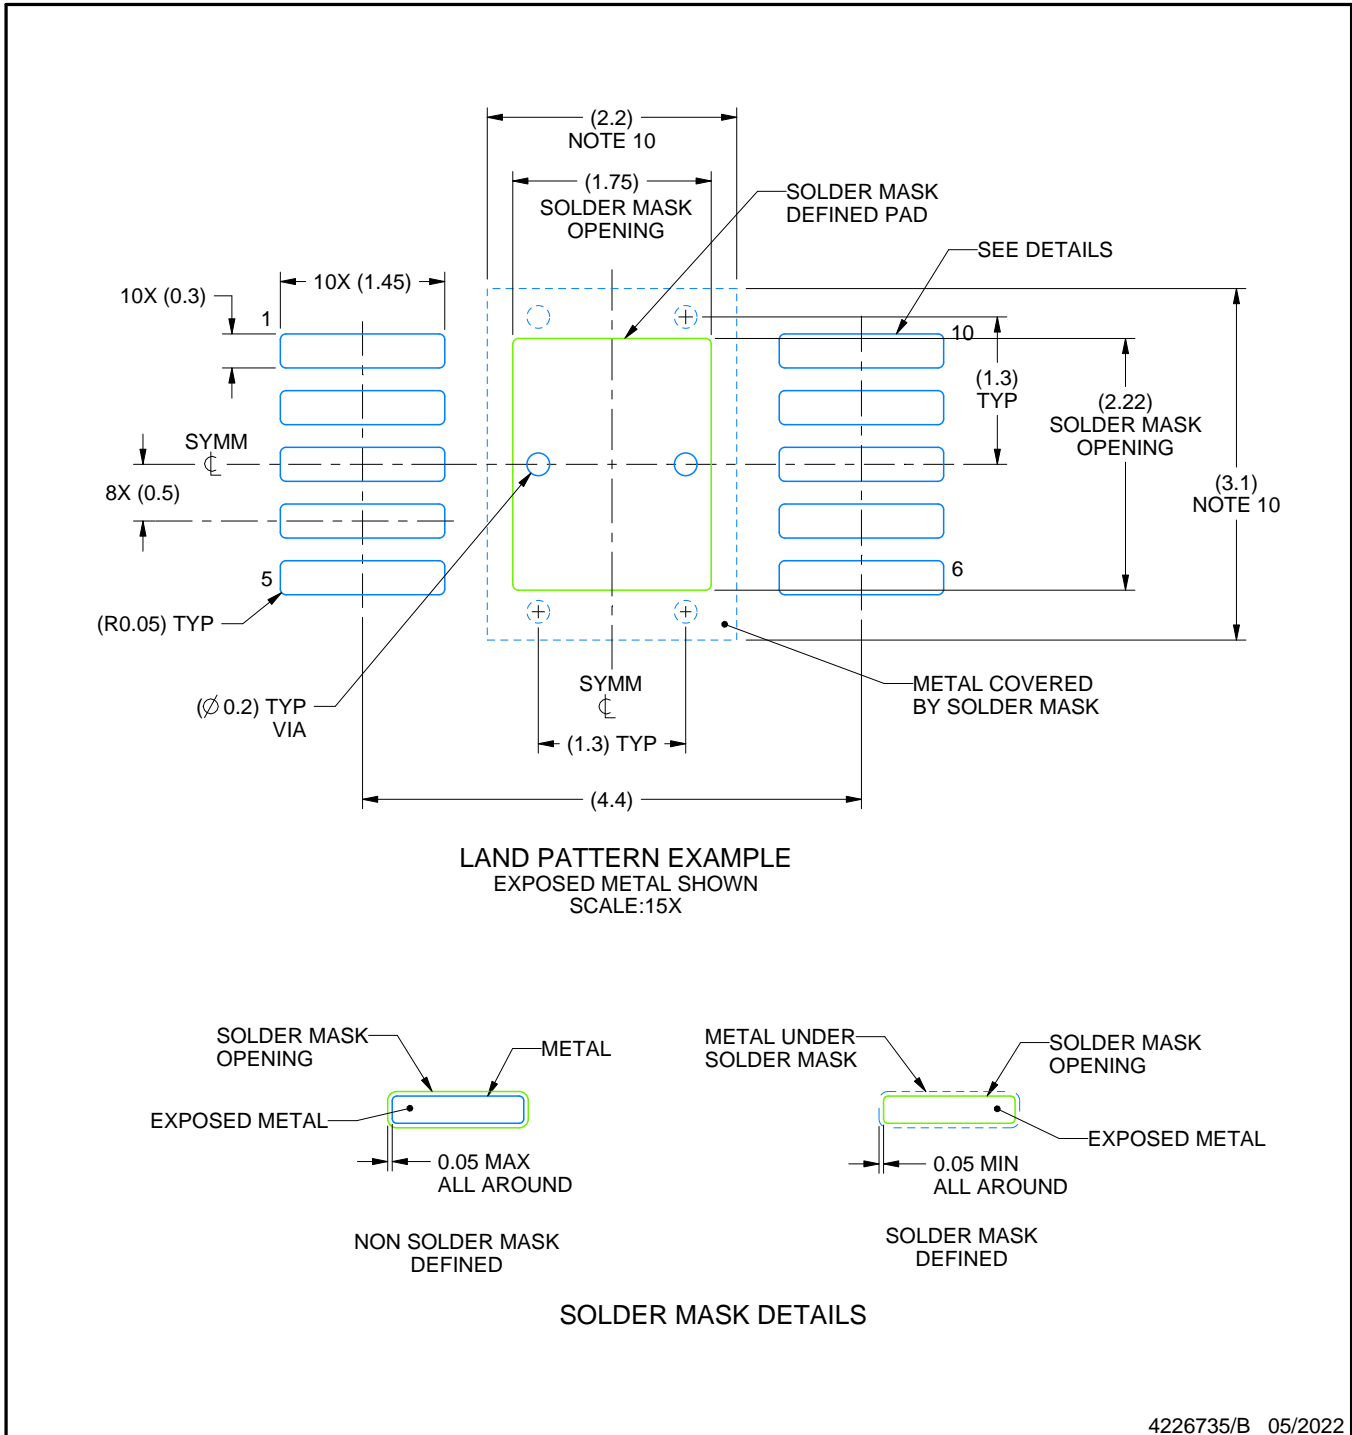 (2.2)
NOTE 10
(1.75)
SOLDER MASK
OPENING
SOLDER MASK
DEFINED PAD
SEE DETAILS
10X (1.45)
10X (0.3)
1
10
(1.3)
TYP
(2.22)
SOLDER MASK
OPENING
SYMM
℄
(3.1)
NOTE 10
8X (0.5)
5
6
(R0.05) TYP
SYMM
℄
METAL COVERED
BY SOLDER MASK
(∅ 0.2) TYP
VIA
(1.3) TYP
(4.4)
LAND PATTERN EXAMPLE
EXPOSED METAL SHOWN
SCALE:15X
SOLDER MASK
OPENING
METAL
EXPOSED METAL
0.05 MAX
ALL AROUND
NON SOLDER MASK
DEFINED
METAL UNDER
SOLDER MASK
SOLDER MASK
OPENING
EXPOSED METAL
0.05 MIN
ALL AROUND
SOLDER MASK
DEFINED
SOLDER MASK DETAILS
4226735/B 05/2022